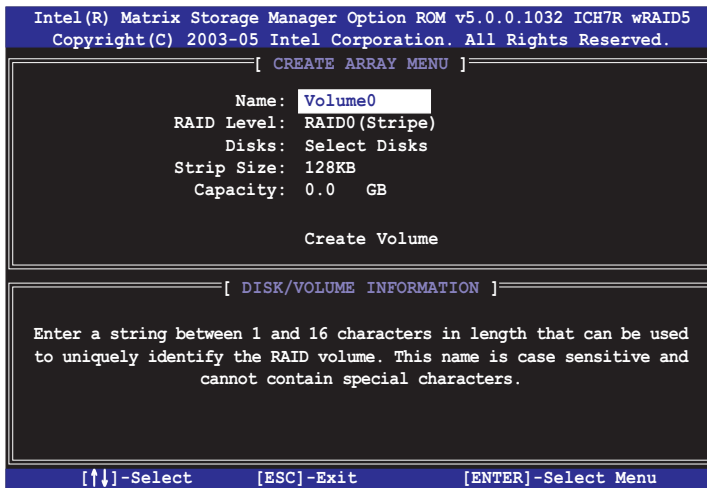 Intel(R) Matrix Storage Manager Option ROM v5.0.0.1032 ICH7R wRAID5
Copyright(C) 2003-05 Intel Corporation. All Rights Reserved.
[ CREATE ARRAY MENU ]
Name: Volume0
RAID Level: RAID0(Stripe)
Disks: Select Disks
Strip Size: 128KB
Capacity: 0.0 GB
Create Volume
[ DISK/VOLUME INFORMATION ]
Enter a string between 1 and 16 characters in length that can be used
to uniquely identify the RAID volume. This name is case sensitive and
cannot contain special characters.
[↑↓]-Select [ESC]-Exit [ENTER]-Select Menu